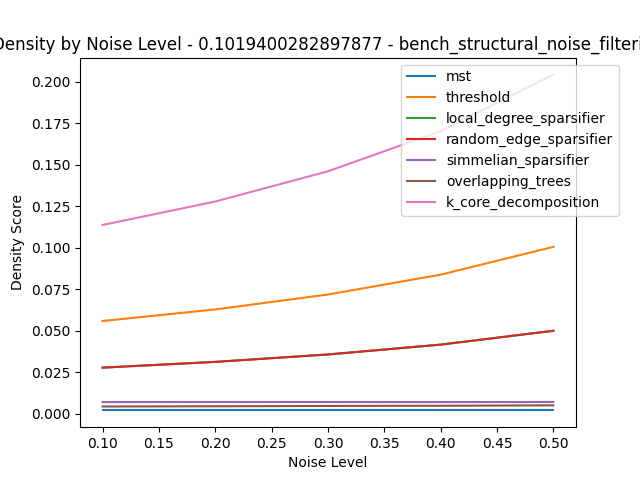 Density by Noise Level - 0.1019400282897877 - bench_structural_noise_filteri
0.200
0.175
0.150
0.125
0.100
0.075
0.050
0.025
0.000
Density Score
mst
threshold
local_degree_sparsifier
random_edge_sparsifier
simmelian_sparsifier
overlapping_trees
k_core_decomposition
0.10 0.15 0.20 0.25 0.30 0.35 0.40 0.45 0.50
Noise Level